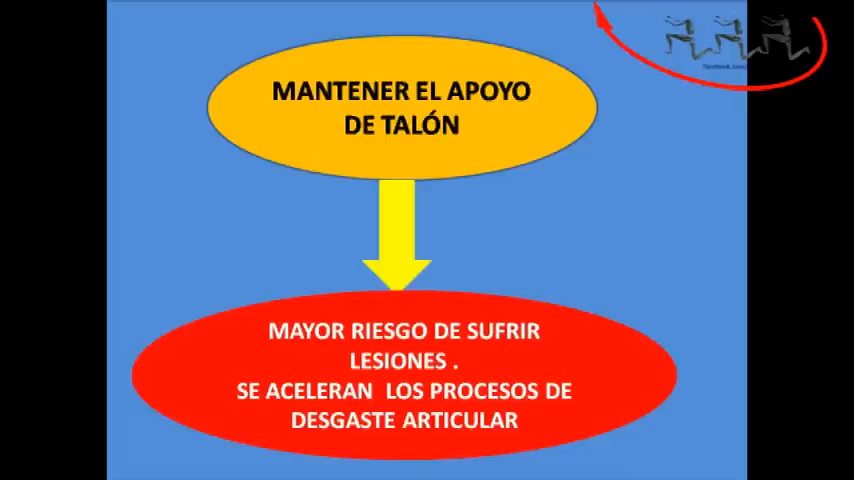 MANTENER EL APOYO
DE TALÓN
MAYOR RIESGO DE SUFRIR
LESIONES .
SE ACELERAN LOS PROCESOS DE
DESGASTE ARTICULAR